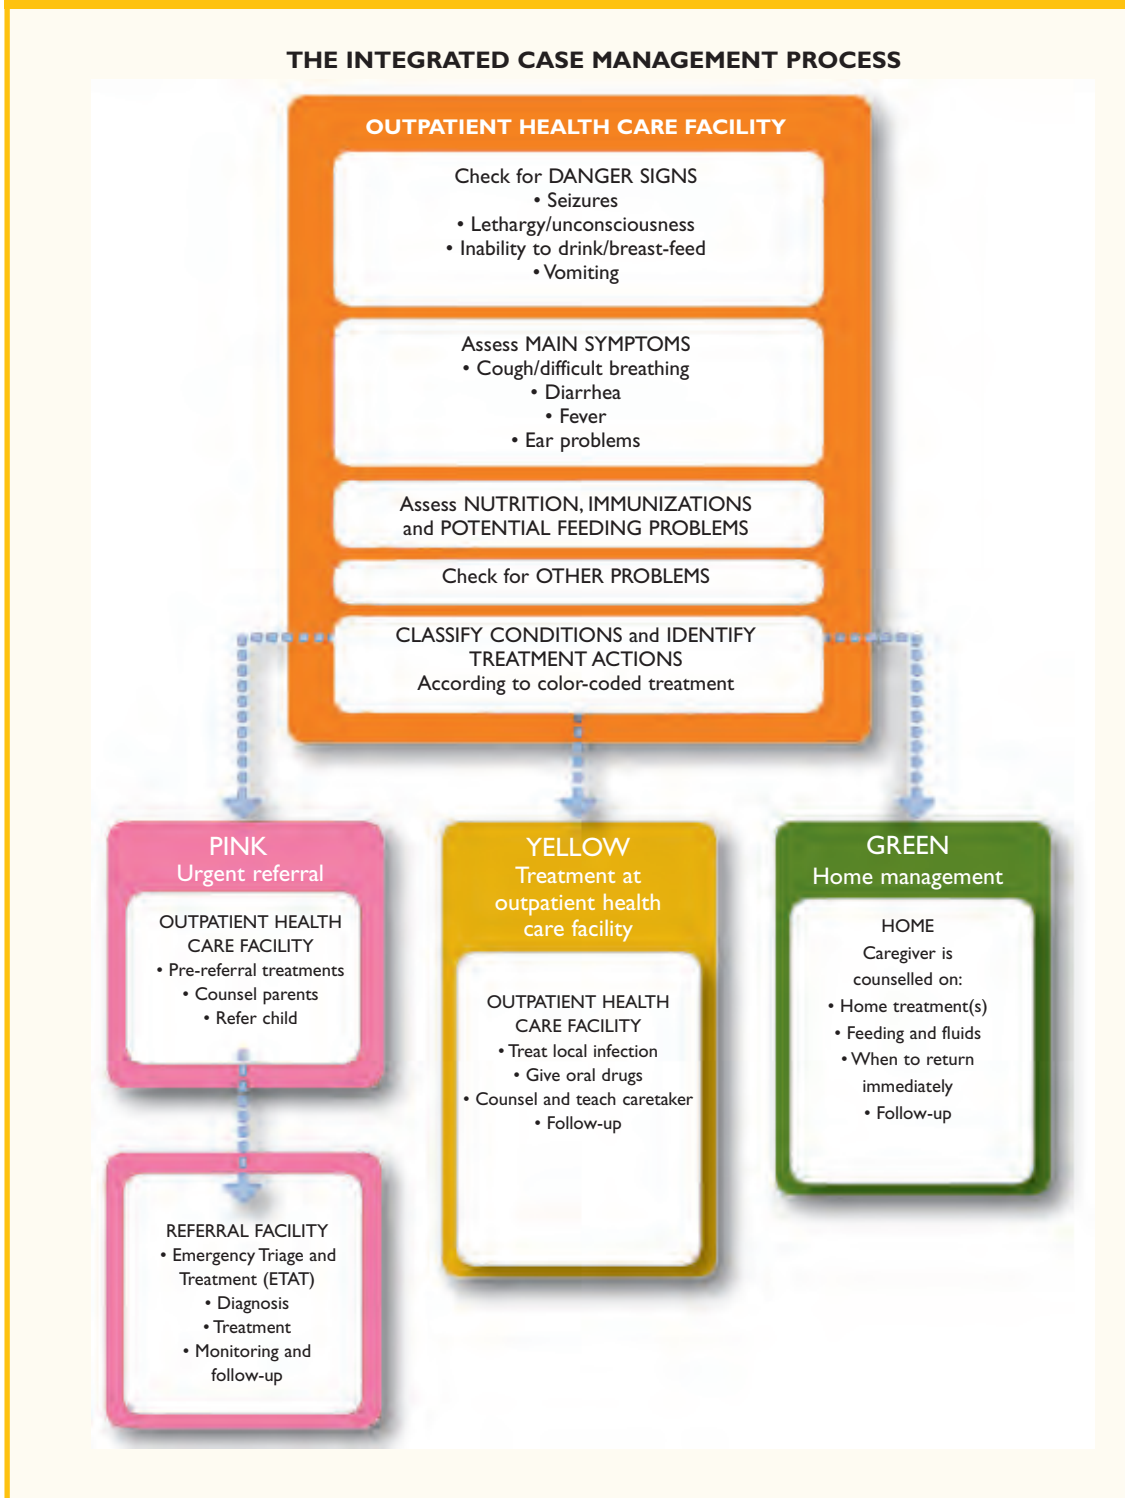 THE INTEGRATED CASE MANAGEMENT PROCESS
OUTPATIENT HEALTH CARE FACILITY
Check for DANGER SIGNS
• Seizures
• Lethargy/unconsciousness
• Inability to drink/breast-feed
• Vomiting
Assess MAIN SYMPTOMS
• Cough/difficult breathing
• Diarrhea
• Fever
• Ear problems
Assess NUTRITION, IMMUNIZATIONS
and POTENTIAL FEEDING PROBLEMS
Check for OTHER PROBLEMS
CLASSIFY CONDITIONS and IDENTIFY
TREATMENT ACTIONS
According to color-coded treatment
PINK
Urgent referral
OUTPATIENT HEALTH
CARE FACILITY
• Pre-referral treatments
• Counsel parents
• Refer child
REFERRAL FACILITY
• Emergency Triage and
Treatment (ETAT)
• Diagnosis
• Treatment
• Monitoring and
follow-up
YELLOW
Treatment at
outpatient health
care facility
OUTPATIENT HEALTH
CARE FACILITY
• Treat local infection
• Give oral drugs
• Counsel and teach caretaker
• Follow-up
GREEN
Home management
HOME
Caregiver is
counselled on:
• Home treatment(s)
• Feeding and fluids
• When to return
immediately
• Follow-up